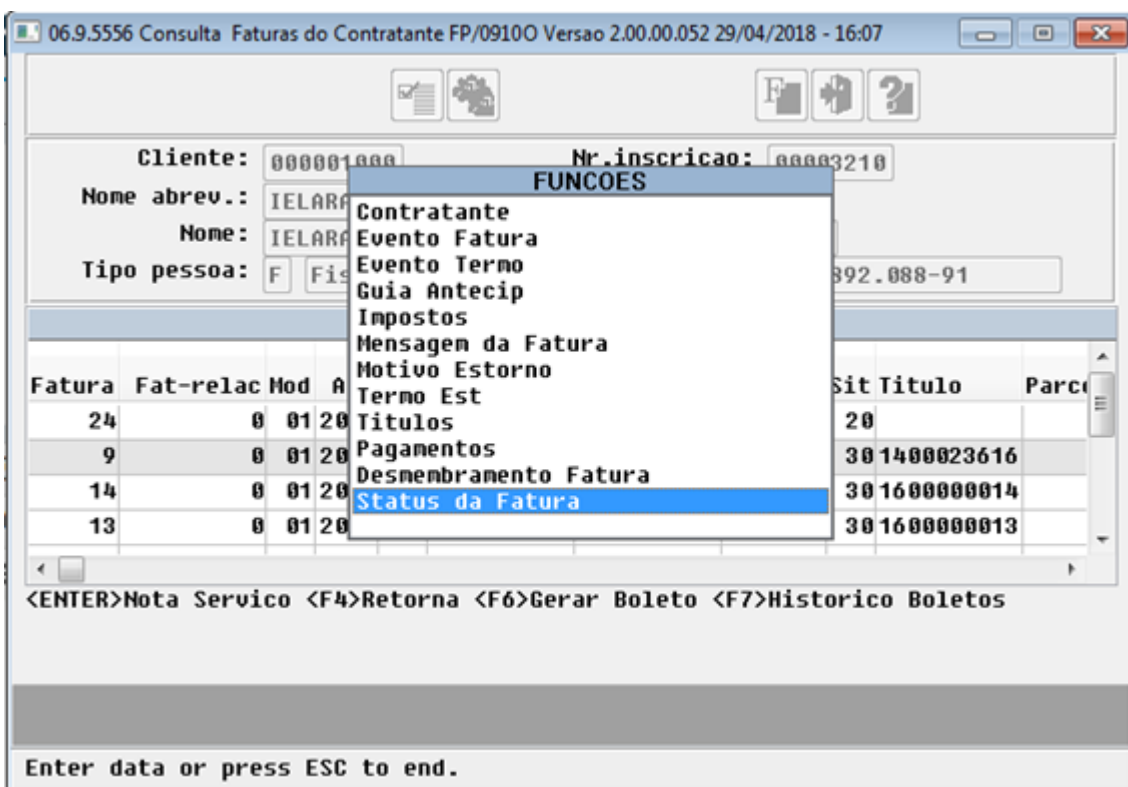 06.9.5556 Consulta Faturas do Contratante FP/0910O Versao 2.00.00.052 29/04/2018 - 16:07
Cliente: 000001000 Nr.inscricao: 00003210
FUNCOES
Nome abrev.: IELARA
Contratante
Nome: IELARA
Evento Fatura
Tipo pessoa: F Fis 892.088-91
Evento Termo
Guia Antecip
Impostos
Mensagem da Fatura
Motivo Estorno
Termo Est
Titulos
Pagamentos
Desmembramento Fatura
Status da Fatura
Fatura Fat-relac Mod A Sit Titulo Parce
24 0 01 20 20
9 0 01 20 30 1400023616
14 0 01 20 30 1600000014
13 0 01 20 30 1600000013
<ENTER>Nota Servico <F4>Retorna <F6>Gerar Boleto <F7>Historico Boletos
Enter data or press ESC to end.